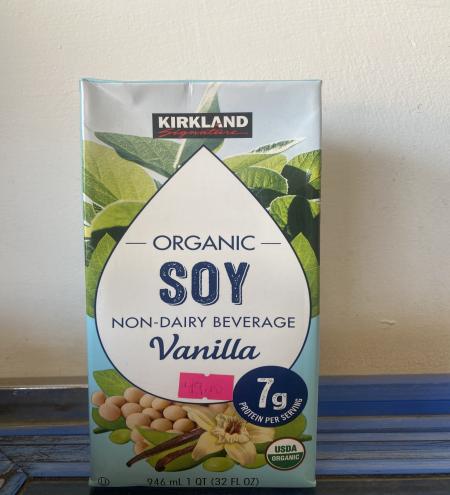 KIRKLAND
Signature
ORGANIC
SOY
NON-DAIRY BEVERAGE
Vanilla
7g
PROTEIN PER SERVING
USDA
ORGANIC
946 mL 1 QT (32 FL OZ)